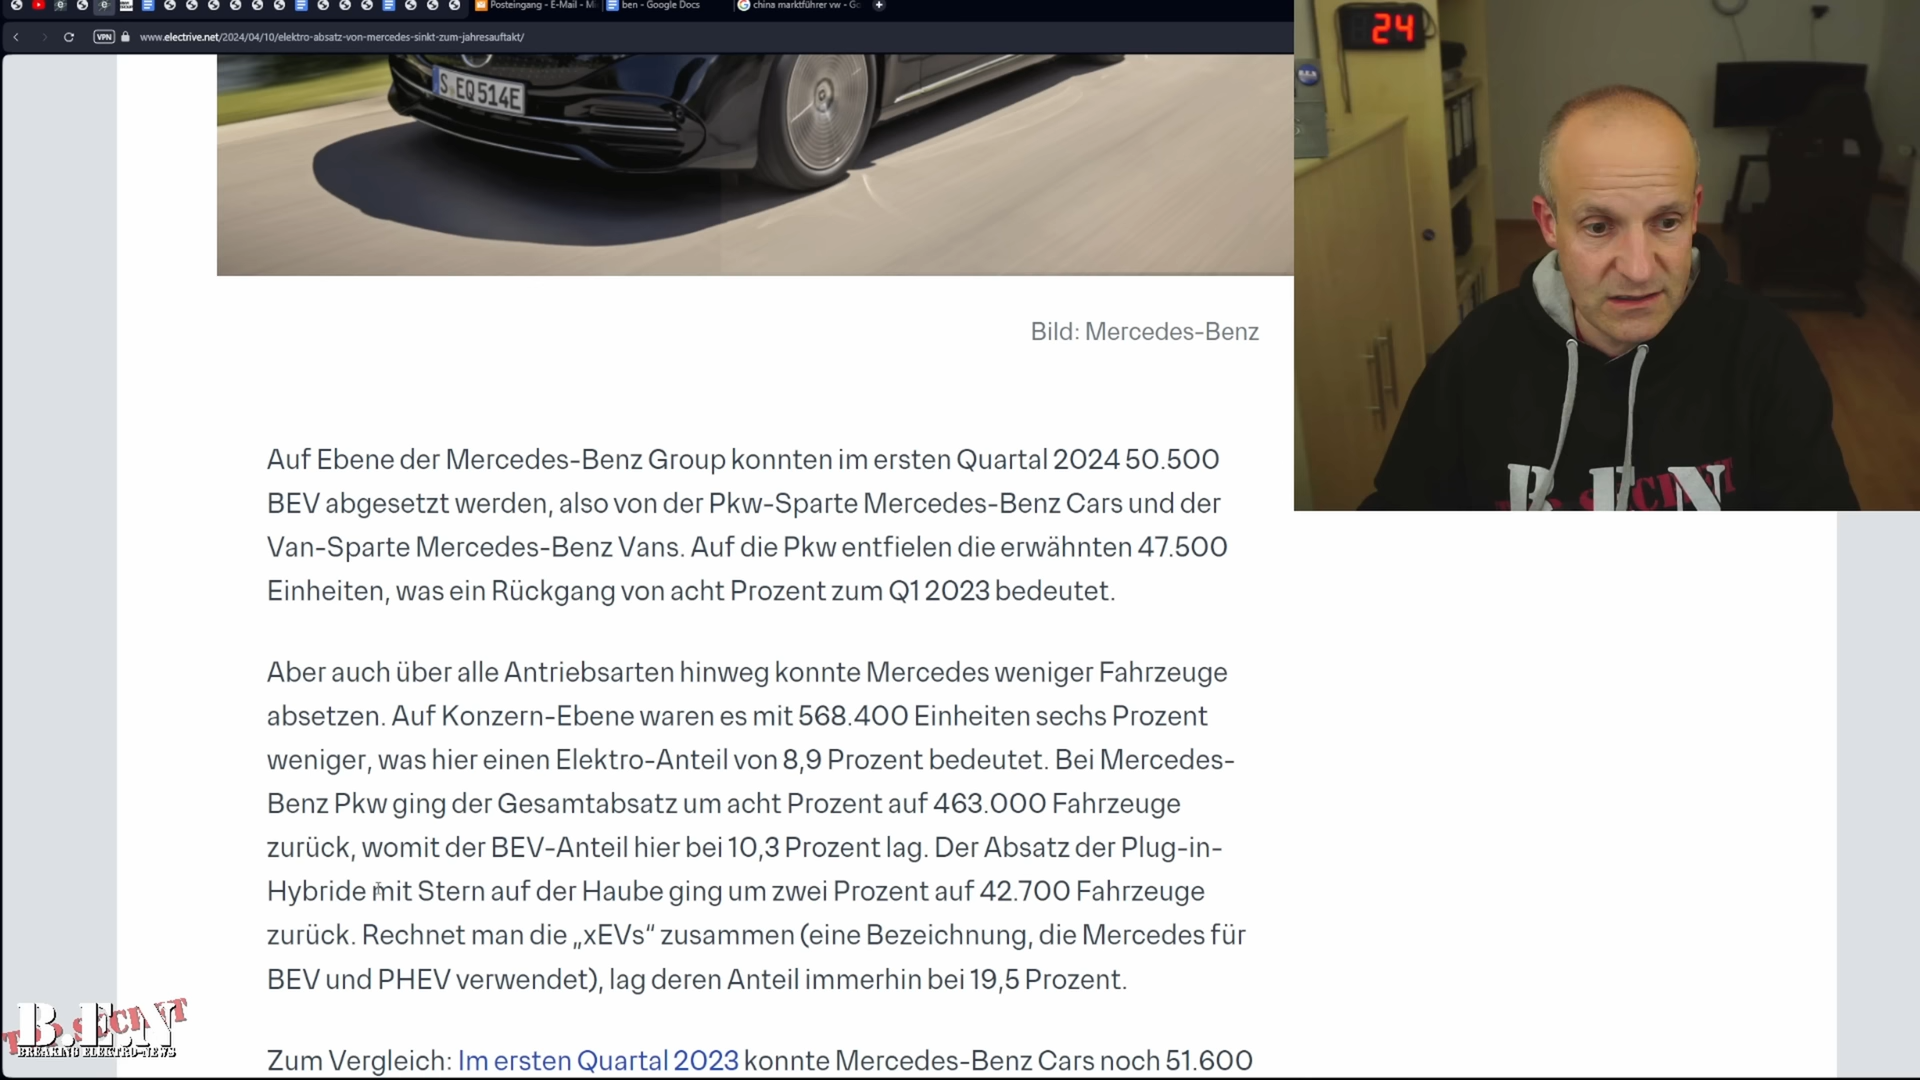 Posteingang - E-Mail - M
ben - Google Docs
china marktführer vw - Go
VPN
www.electrive.net/2024/04/10/elektro-absatz-von-mercedes-sinkt-zum-jahresauftakt/
24
S EQ 514E
Bild: Mercedes-Benz
Auf Ebene der Mercedes-Benz Group konnten im ersten Quartal 2024 50.500
BEV abgesetzt werden, also von der Pkw-Sparte Mercedes-Benz Cars und der
Van-Sparte Mercedes-Benz Vans. Auf die Pkw entfielen die erwähnten 47.500
Einheiten, was ein Rückgang von acht Prozent zum Q1 2023 bedeutet.
Aber auch über alle Antriebsarten hinweg konnte Mercedes weniger Fahrzeuge
absetzen. Auf Konzern-Ebene waren es mit 568.400 Einheiten sechs Prozent
weniger, was hier einen Elektro-Anteil von 8,9 Prozent bedeutet. Bei Mercedes-
Benz Pkw ging der Gesamtabsatz um acht Prozent auf 463.000 Fahrzeuge
zurück, womit der BEV-Anteil hier bei 10,3 Prozent lag. Der Absatz der Plug-in-
Hybride mit Stern auf der Haube ging um zwei Prozent auf 42.700 Fahrzeuge
zurück. Rechnet man die „xEVs“ zusammen (eine Bezeichnung, die Mercedes für
BEV und PHEV verwendet), lag deren Anteil immerhin bei 19,5 Prozent.
Zum Vergleich: Im ersten Quartal 2023 konnte Mercedes-Benz Cars noch 51.600
B.E.N
TOP SECRET
BREAKING ELEKTRO-NEWS